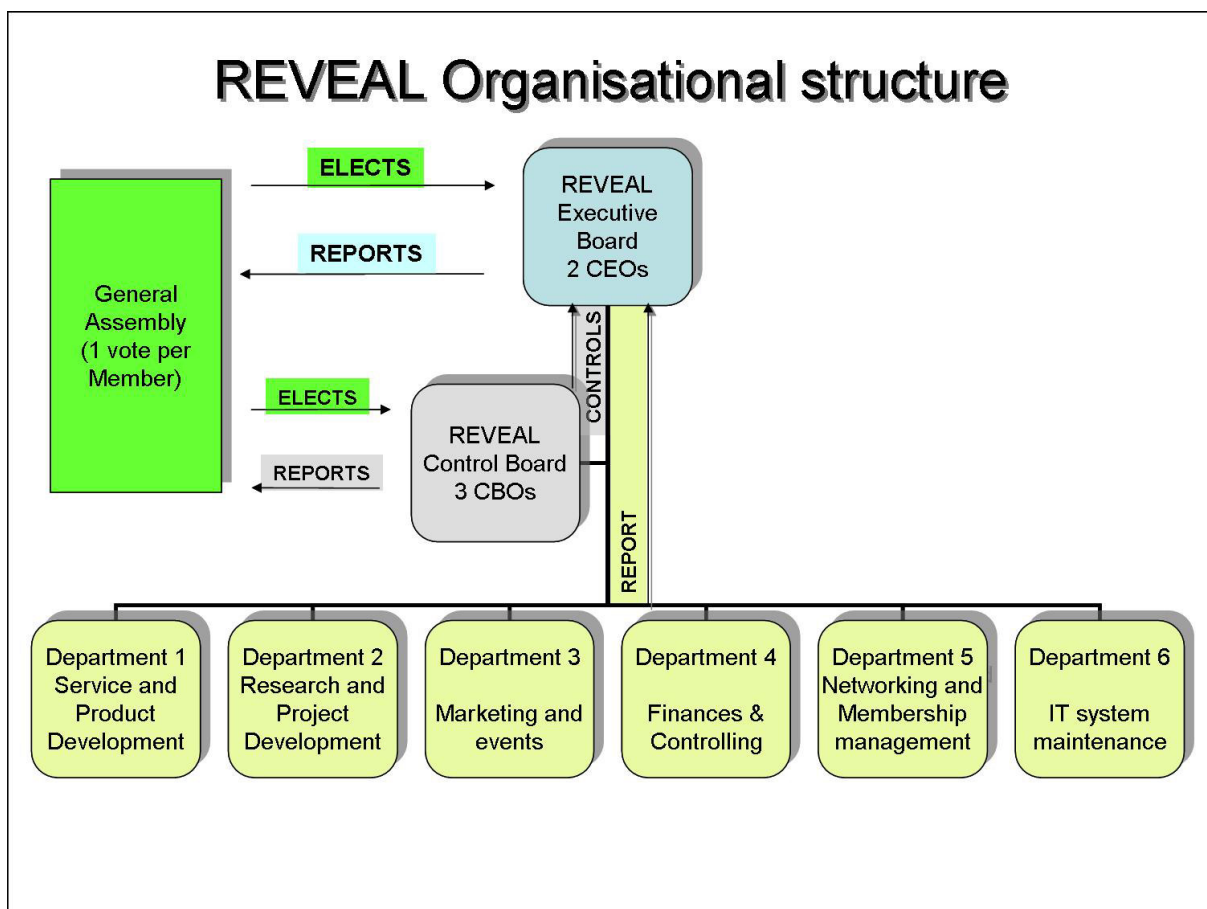 REVEAL Organisational structure
ELECTS
REPORTS
REVEAL
Executive
Board
2 CEOs
General
Assembly
(1 vote per
Member)
ELECTS
REPORTS
REVEAL
Control Board
3 CBOs
CONTROLS
REPORT
Department 1
Service and
Product
Development
Department 2
Research and
Project
Development
Department 3
Marketing and
events
Department 4
Finances &
Controlling
Department 5
Networking and
Membership
management
Department 6
IT system
maintenance